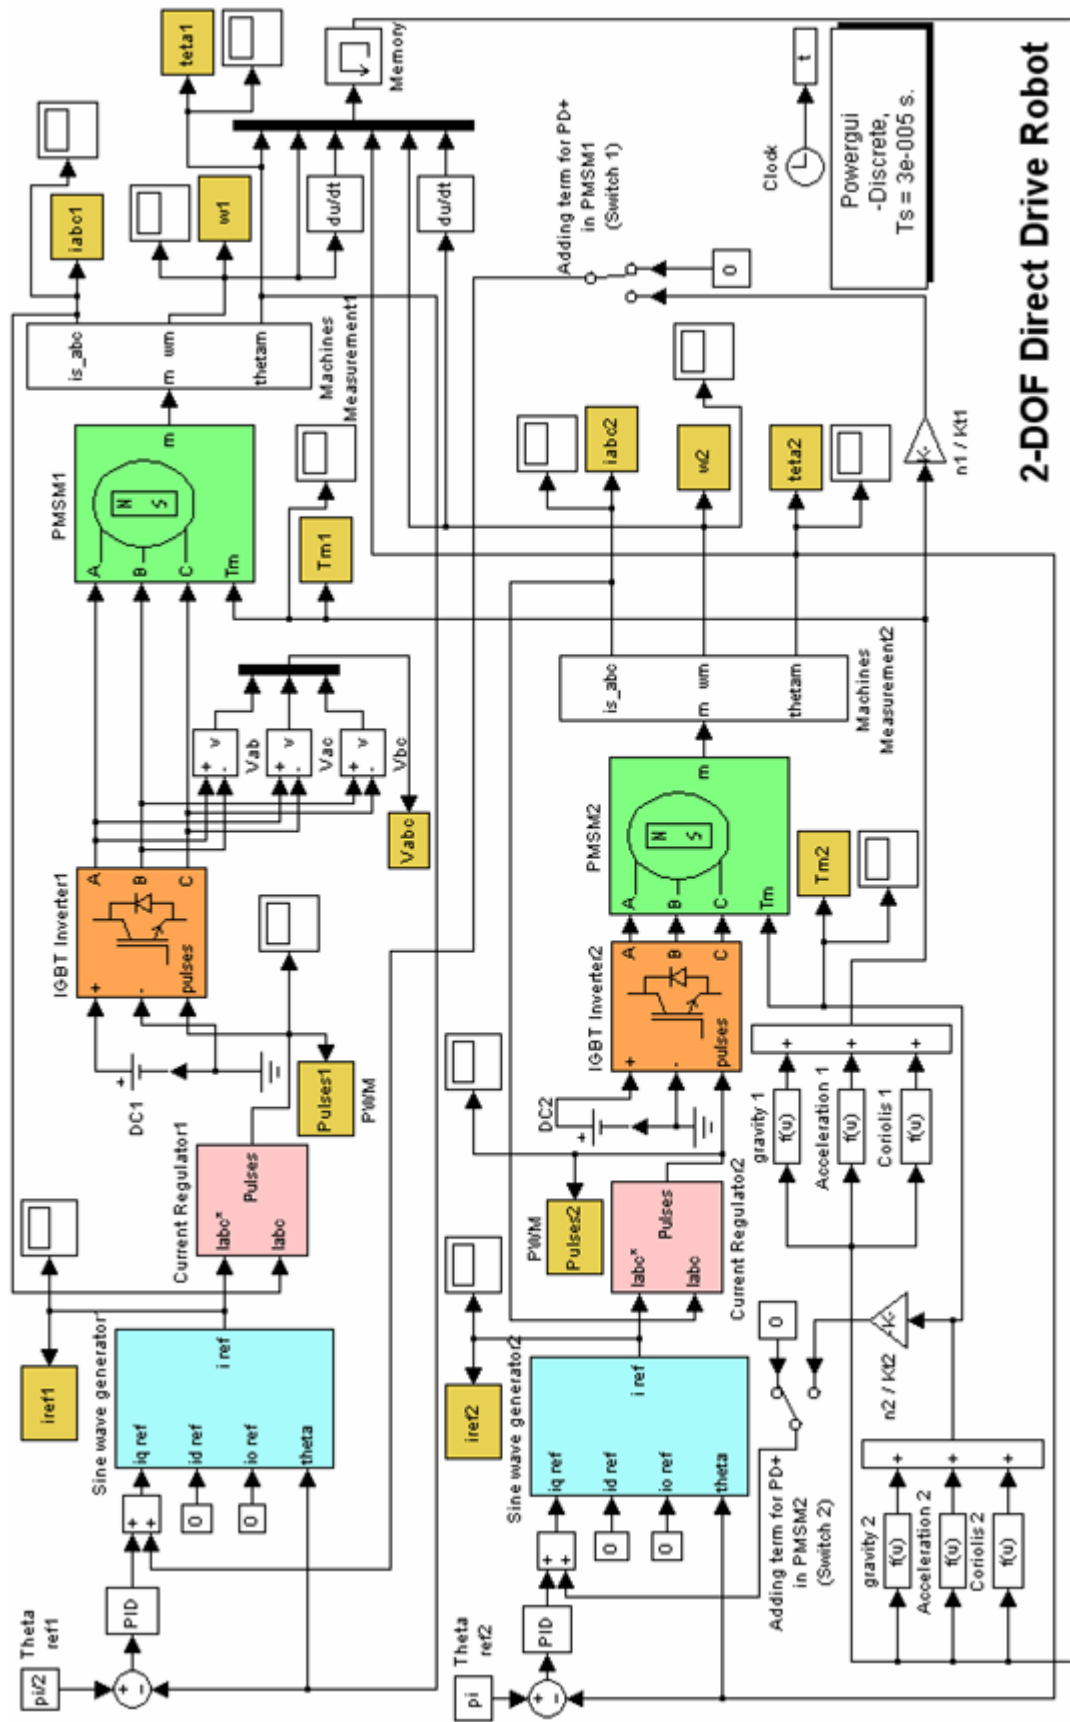 2-DOF Direct Drive Robot
Theta
ref1
pi/2
+
-
PID
+
+
0
0
Sine wave generator1
iq ref
id ref
io ref
theta
i ref
iref1
Current Regulator1
Iabc*
Iabc
Pulses
Pulses1
PWM
DC1
+
IGBT Inverter1
+
-
pulses
A
B
C
+ v
-
Vab
+ v
-
Vac
+ v
-
Vbc
Vabc
PMSM1
A
B
C
Tm
N
S
m
Tm1
is_abc
m wm
thetam
Machines
Measurement1
iabc1
w1
teta1
du/dt
du/dt
Memory
Adding term for PD+
in PMSM1
(Switch 1)
0
Clock
t
Powergui
-Discrete,
Ts = 3e-005 s.
Theta
ref2
pi
+
-
PID
+
+
0
0
Sine wave generator2
iq ref
id ref
io ref
theta
i ref
iref2
Current Regulator2
Iabc*
Iabc
Pulses
PWM
Pulses2
DC2
+
IGBT Inverter2
+
-
pulses
A
B
C
PMSM2
A
B
C
Tm
N
S
m
Tm2
is_abc
m wm
thetam
Machines
Measurement2
iabc2
w2
teta2
Adding term for PD+
in PMSM2
(Switch 2)
0
n2 / Kt2
-K-
gravity 2
f(u)
Acceleration 2
f(u)
Coriolis 2
f(u)
+
+
+
gravity 1
f(u)
Acceleration 1
f(u)
Coriolis 1
f(u)
+
+
+
K-
n1 / Kt1